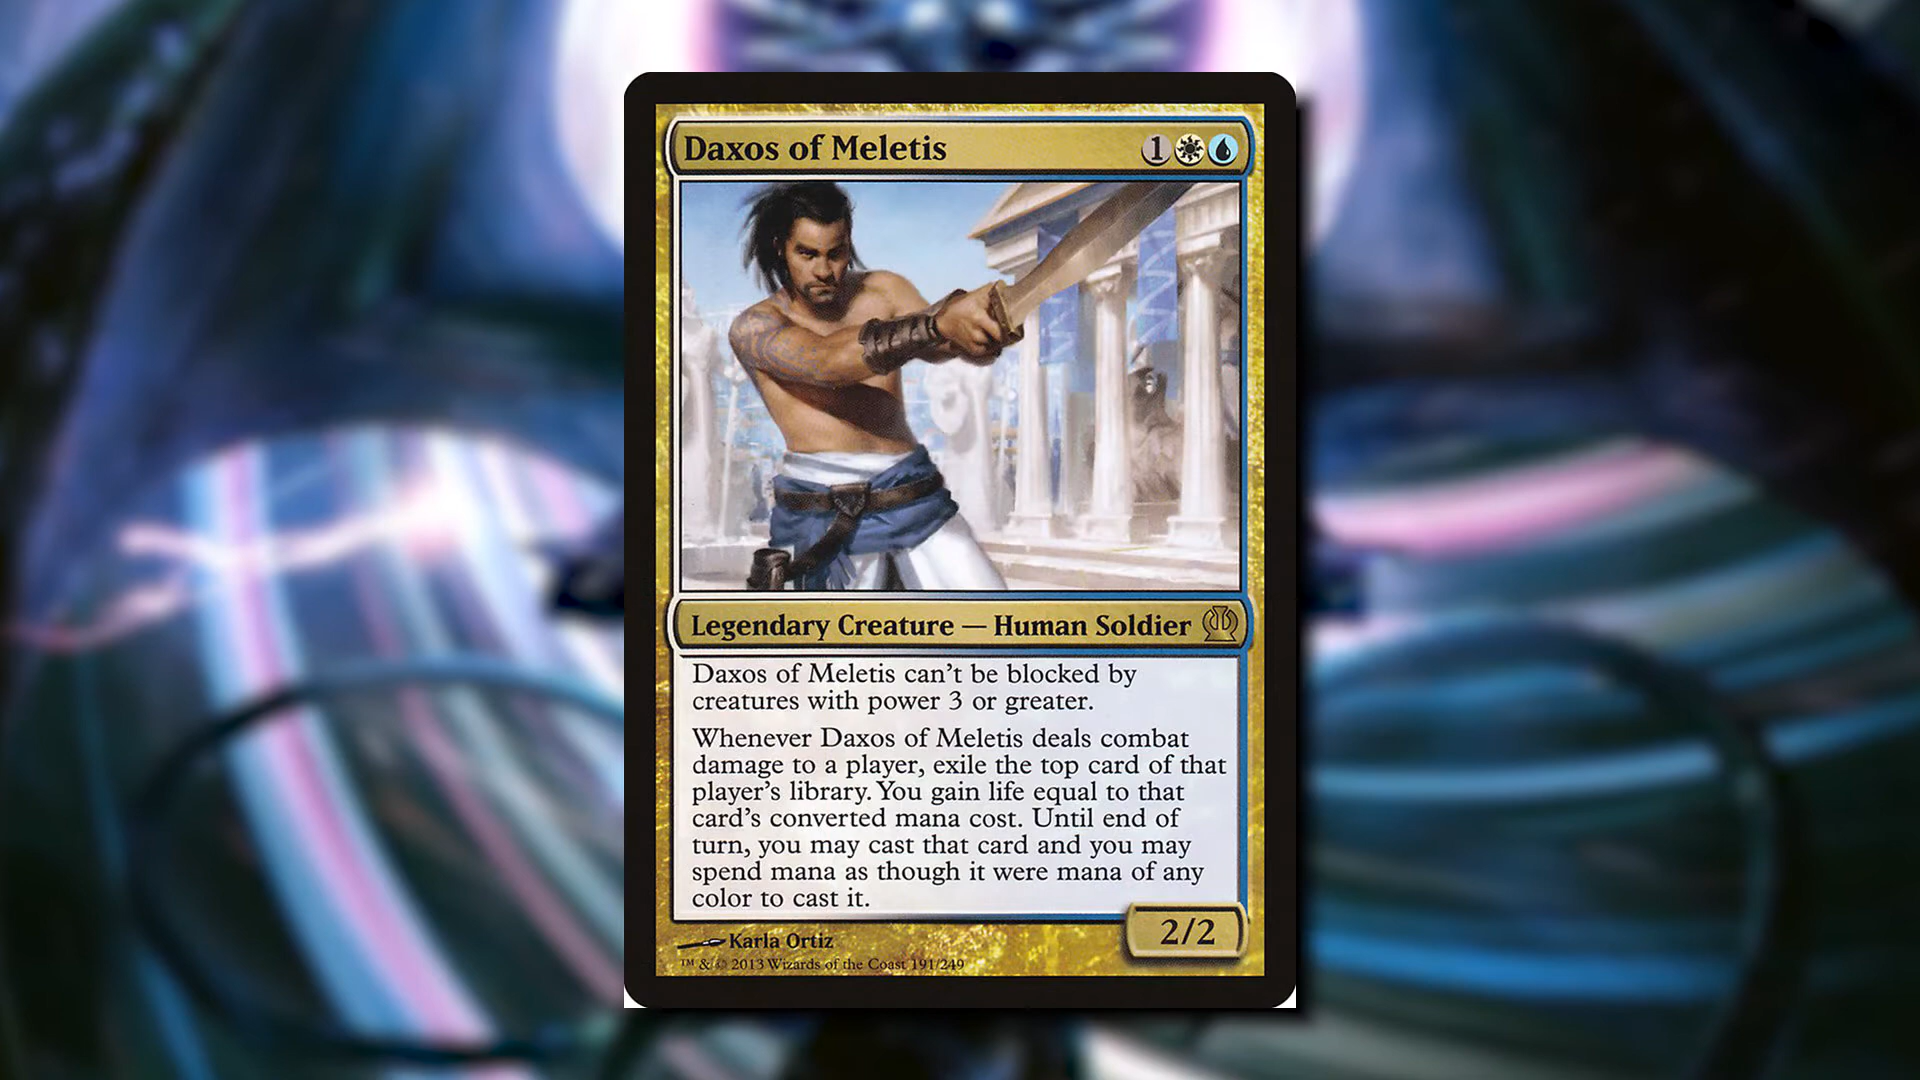 Daxos of Meletis 1
Legendary Creature — Human Soldier
Daxos of Meletis can't be blocked by
creatures with power 3 or greater.
Whenever Daxos of Meletis deals combat
damage to a player, exile the top card of that
player's library. You gain life equal to that
card's converted mana cost. Until end of
turn, you may cast that card and you may
spend mana as though it were mana of any
color to cast it.
2/2
Karla Ortiz
™ & © 2013 Wizards of the Coast 191/249